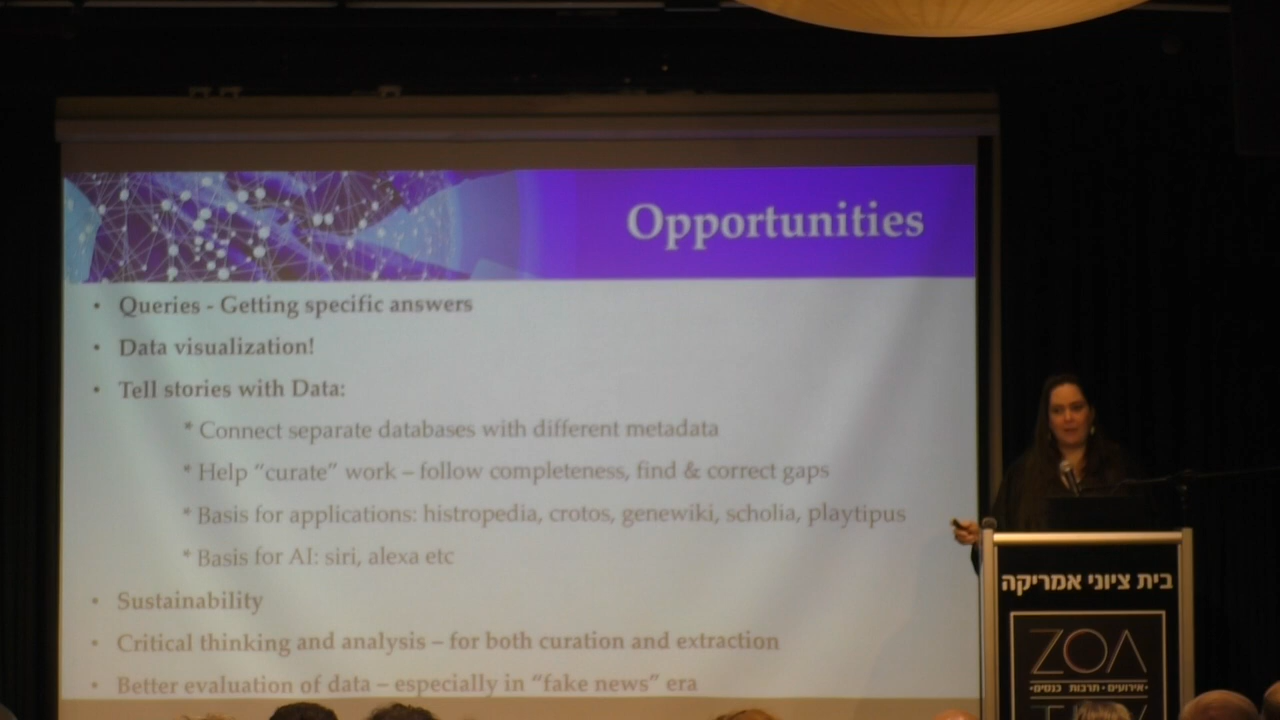 Opportunities
• Queries - Getting specific answers
• Data visualization!
• Tell stories with Data:
* Connect separate databases with different metadata
* Help “curate” work – follow completeness, find & correct gaps
* Basis for applications: histropedia, crotos, genewiki, scholia, playtipus
* Basis for AI: siri, alexa etc
• Sustainability
• Critical thinking and analysis – for both curation and extraction
• Better evaluation of data – especially in “fake news” era
בית ציוני אמריקה
ZOA
•אירועים • תרבות כנסים•